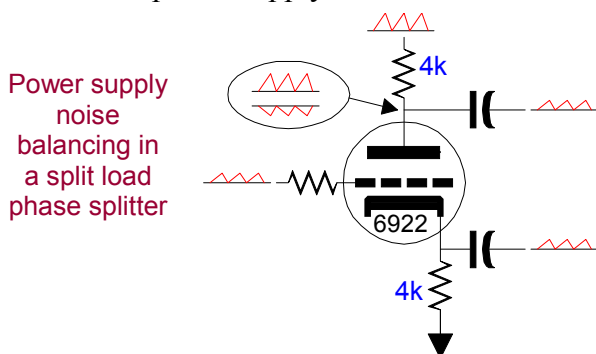 4k
Power supply
noise
balancing in
a split load
phase splitter
6922
4k